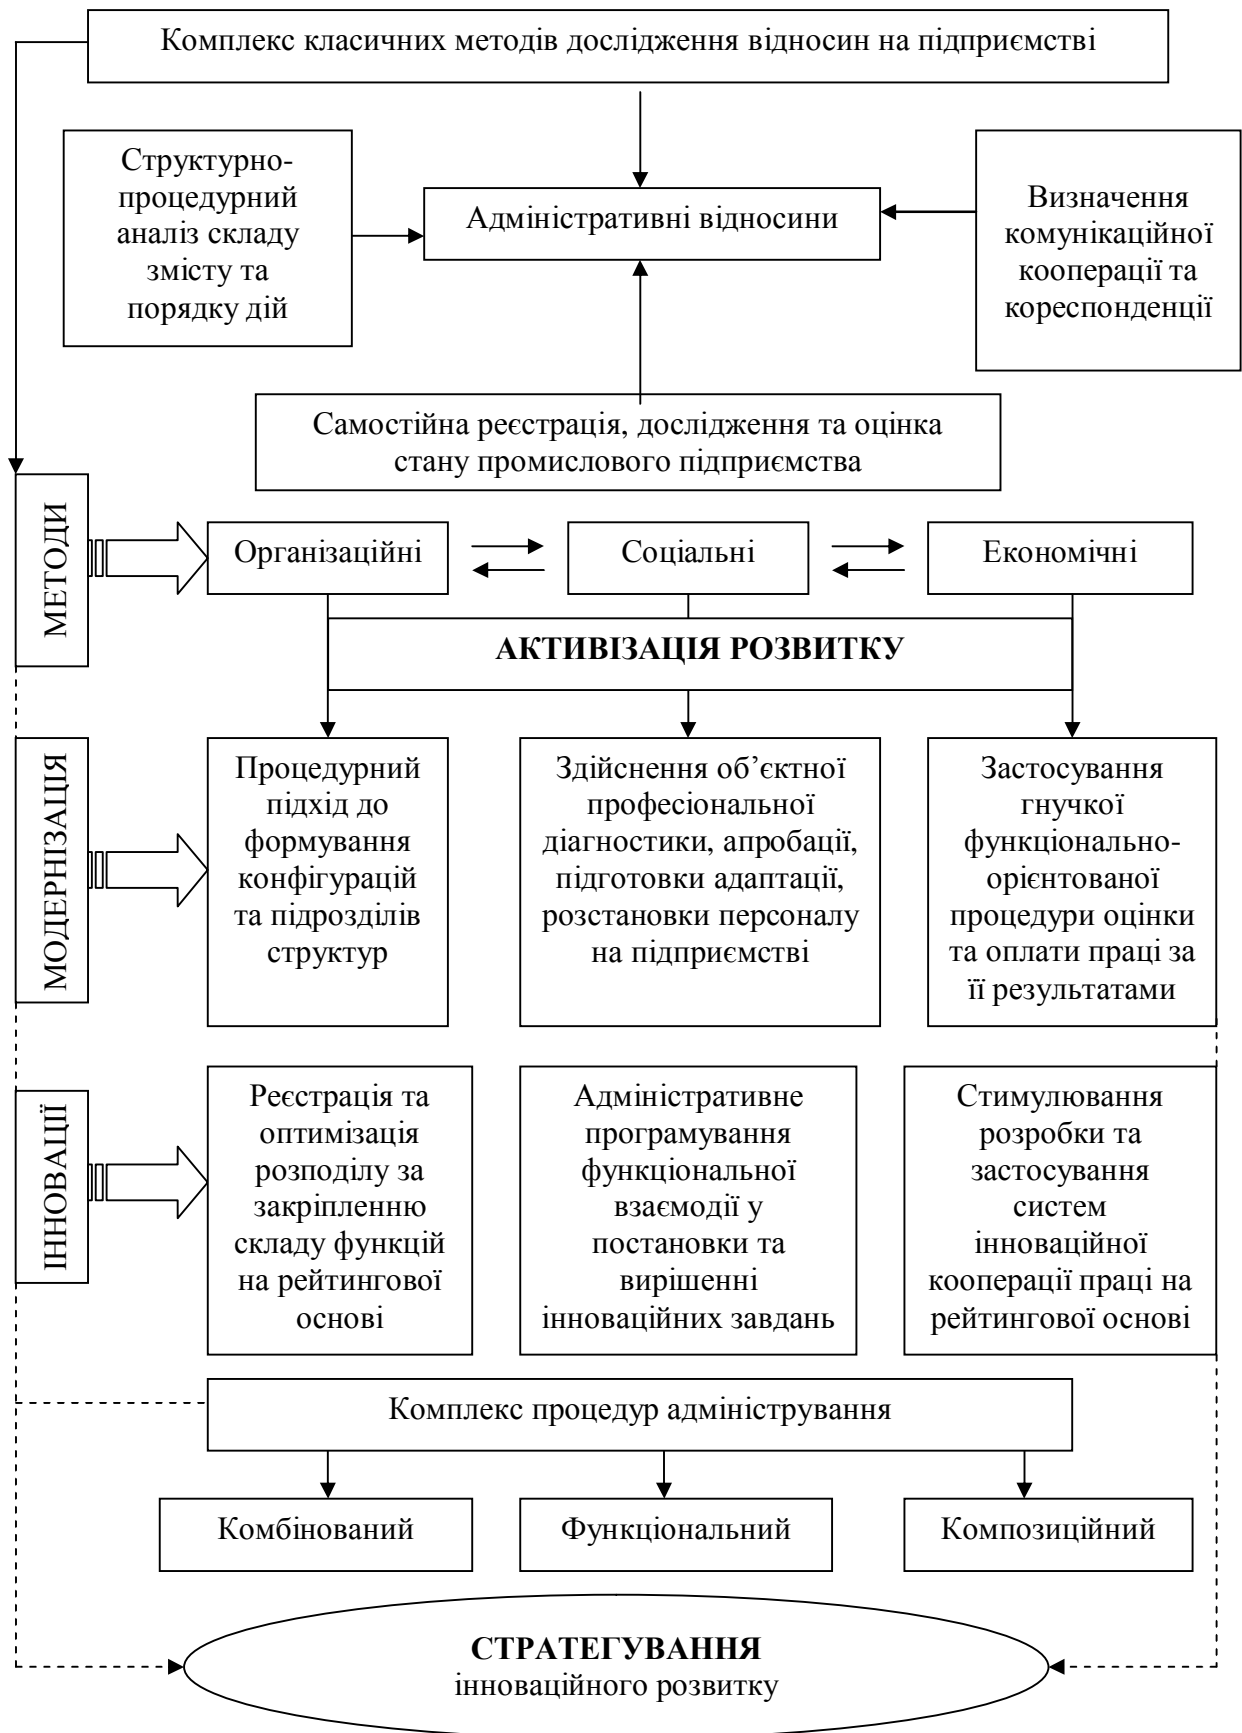 Комплекс класичних методів дослідження відносин на підприємстві
Структурно-
процедурний
аналіз складу
змісту та
порядку дій
Адміністративні відносини
Визначення
комунікаційної
кооперації та
кореспонденції
Самостійна реєстрація, дослідження та оцінка
стану промислового підприємства
МЕТОДИ
Організаційні
Соціальні
Економічні
АКТИВІЗАЦІЯ РОЗВИТКУ
МОДЕРНІЗАЦІЯ
Процедурний
підхід до
формування
конфігурацій
та підрозділів
структур
Здійснення об’єктної
професіональної
діагностики, апробації,
підготовки адаптації,
розстановки персоналу
на підприємстві
Застосування
гнучкої
функціонально-
орієнтованої
процедури оцінки
та оплати праці за
її результатами
ІННОВАЦІЇ
Реєстрація та
оптимізація
розподілу за
закріпленню
складу функцій
на рейтингової
основі
Адміністративне
програмування
функціональної
взаємодії у
постановки та
вирішенні
інноваційних завдань
Стимулювання
розробки та
застосування
систем
інноваційної
кооперації праці на
рейтингової основі
Комплекс процедур адміністрування
Комбінований
Функціональний
Композиційний
СТРАТЕГУВАННЯ
інноваційного розвитку